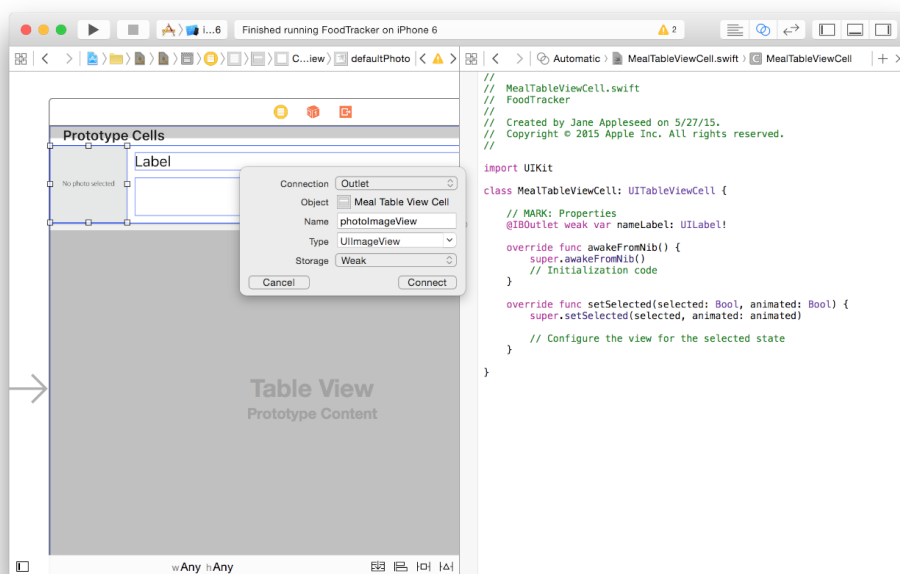 i...6
Finished running FoodTracker on iPhone 6
2
C...iew
defaultPhoto
Automatic
MealTableViewCell.swift
MealTableViewCell
Prototype Cells
No photo selected
Label
Connection
Outlet
Object
Meal Table View Cell
Name
photoImageView
Type
UIImageView
Storage
Weak
Cancel
Connect
Table View
Prototype Content
wAny hAny
//
//  MealTableViewCell.swift
//  FoodTracker
//
//  Created by Jane Appleseed on 5/27/15.
//  Copyright © 2015 Apple Inc. All rights reserved.
//
import UIKit
class MealTableViewCell: UITableViewCell {
// MARK: Properties
@IBOutlet weak var nameLabel: UILabel!
override func awakeFromNib() {
super.awakeFromNib()
// Initialization code
}
override func setSelected(selected: Bool, animated: Bool) {
super.setSelected(selected, animated: animated)
// Configure the view for the selected state
}
}